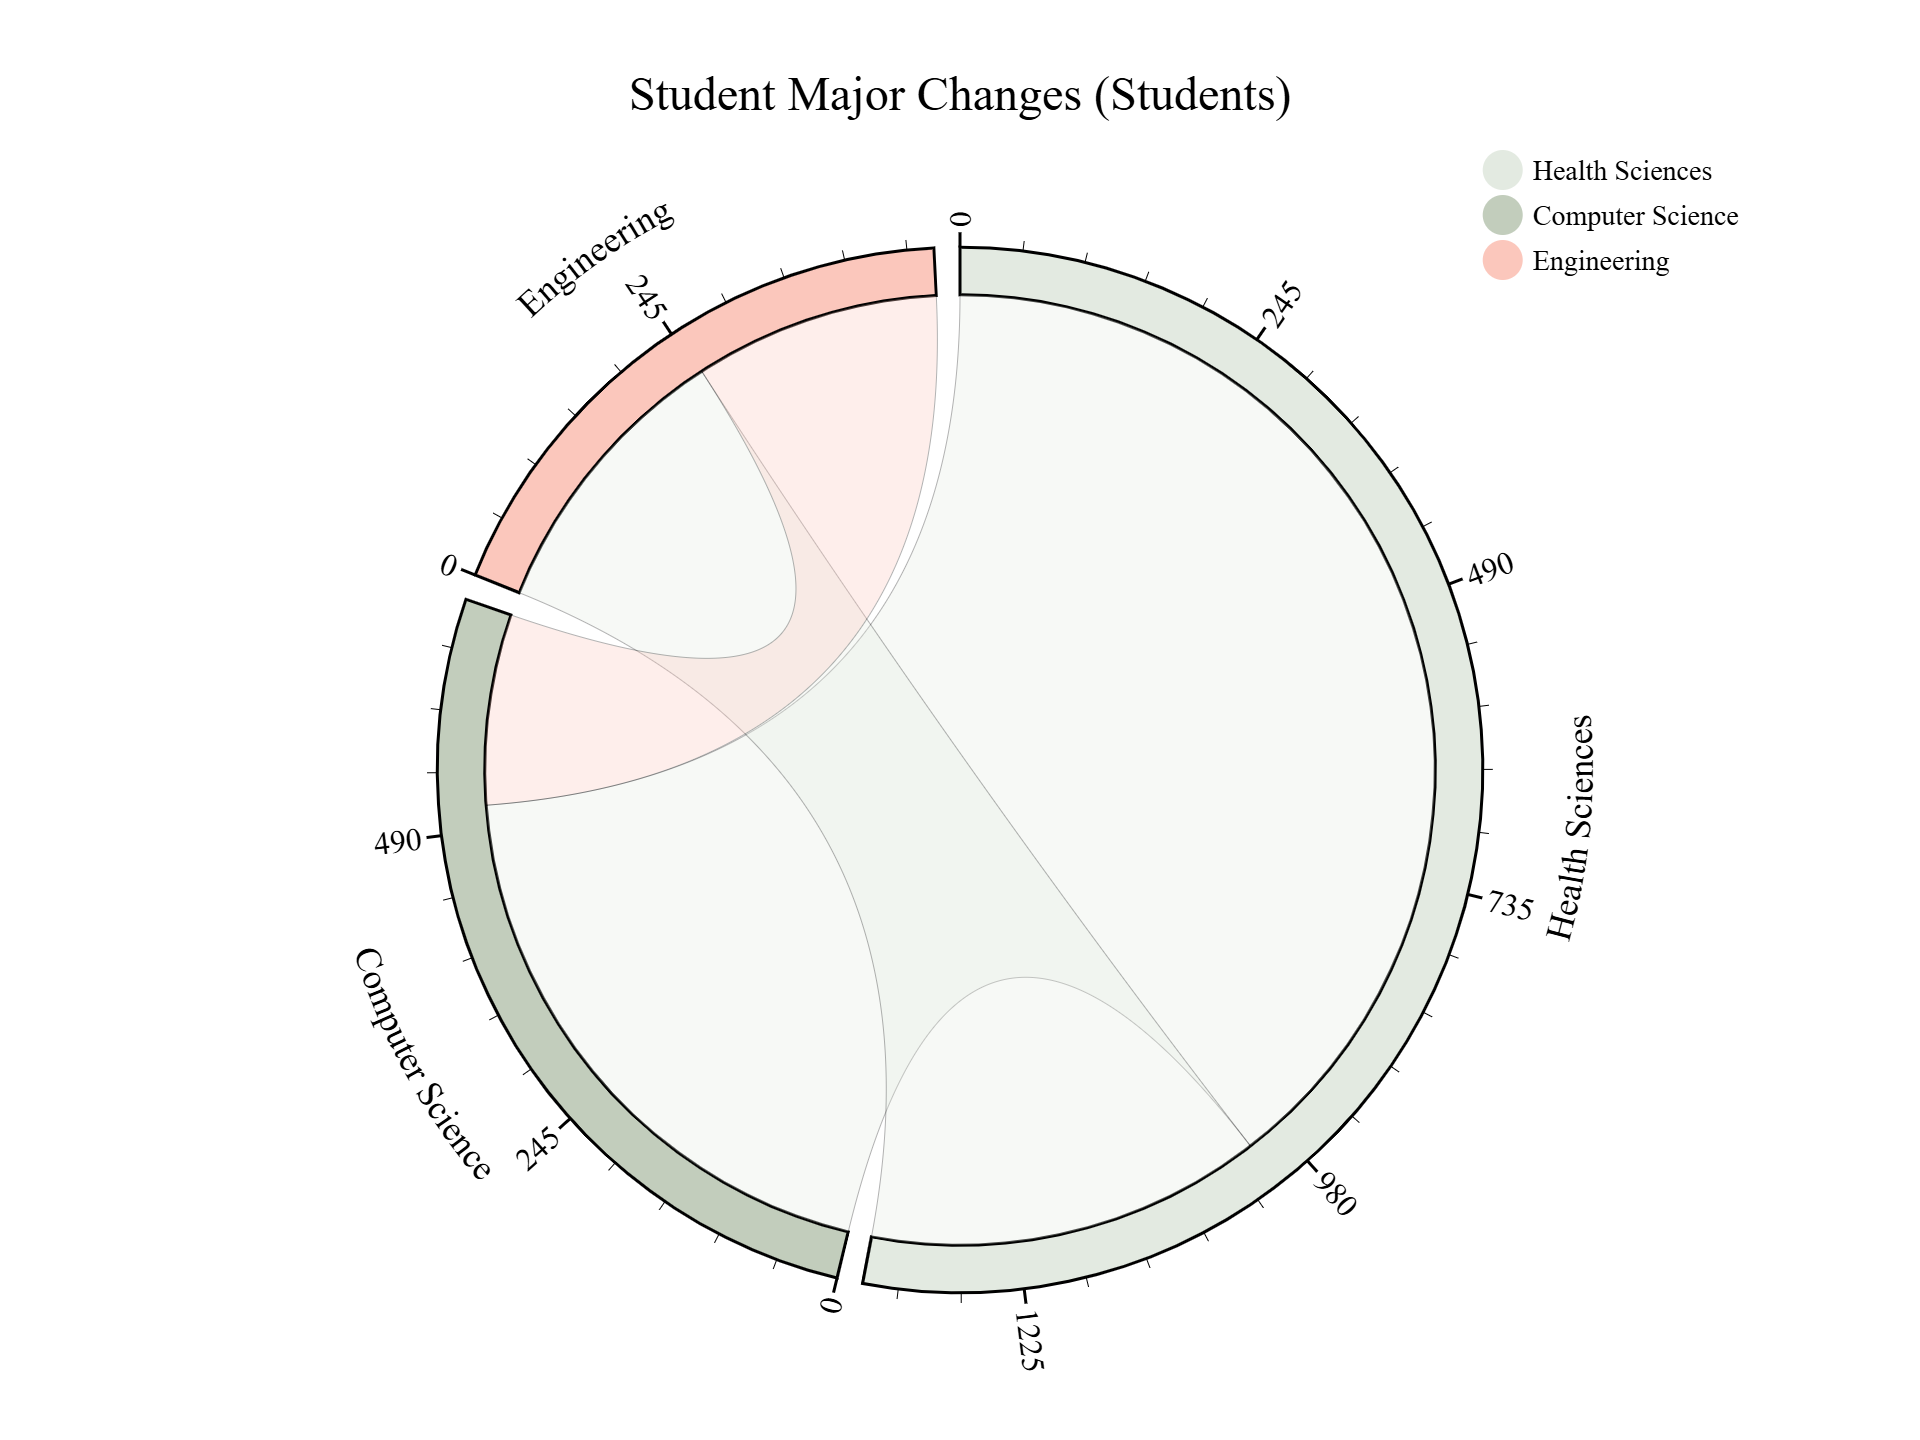 Student Major Changes (Students)
Health Sciences
Computer Science
Engineering
0
245
490
735
980
1225
Health Sciences
0
245
490
Computer Science
0
245
Engineering